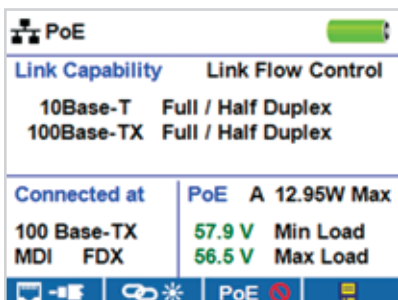 PoE
Link Capability Link Flow Control
10Base-T Full / Half Duplex
100Base-TX Full / Half Duplex
Connected at
100 Base-TX
MDI FDX
PoE A 12.95W Max
57.9 V Min Load
56.5 V Max Load
PoE